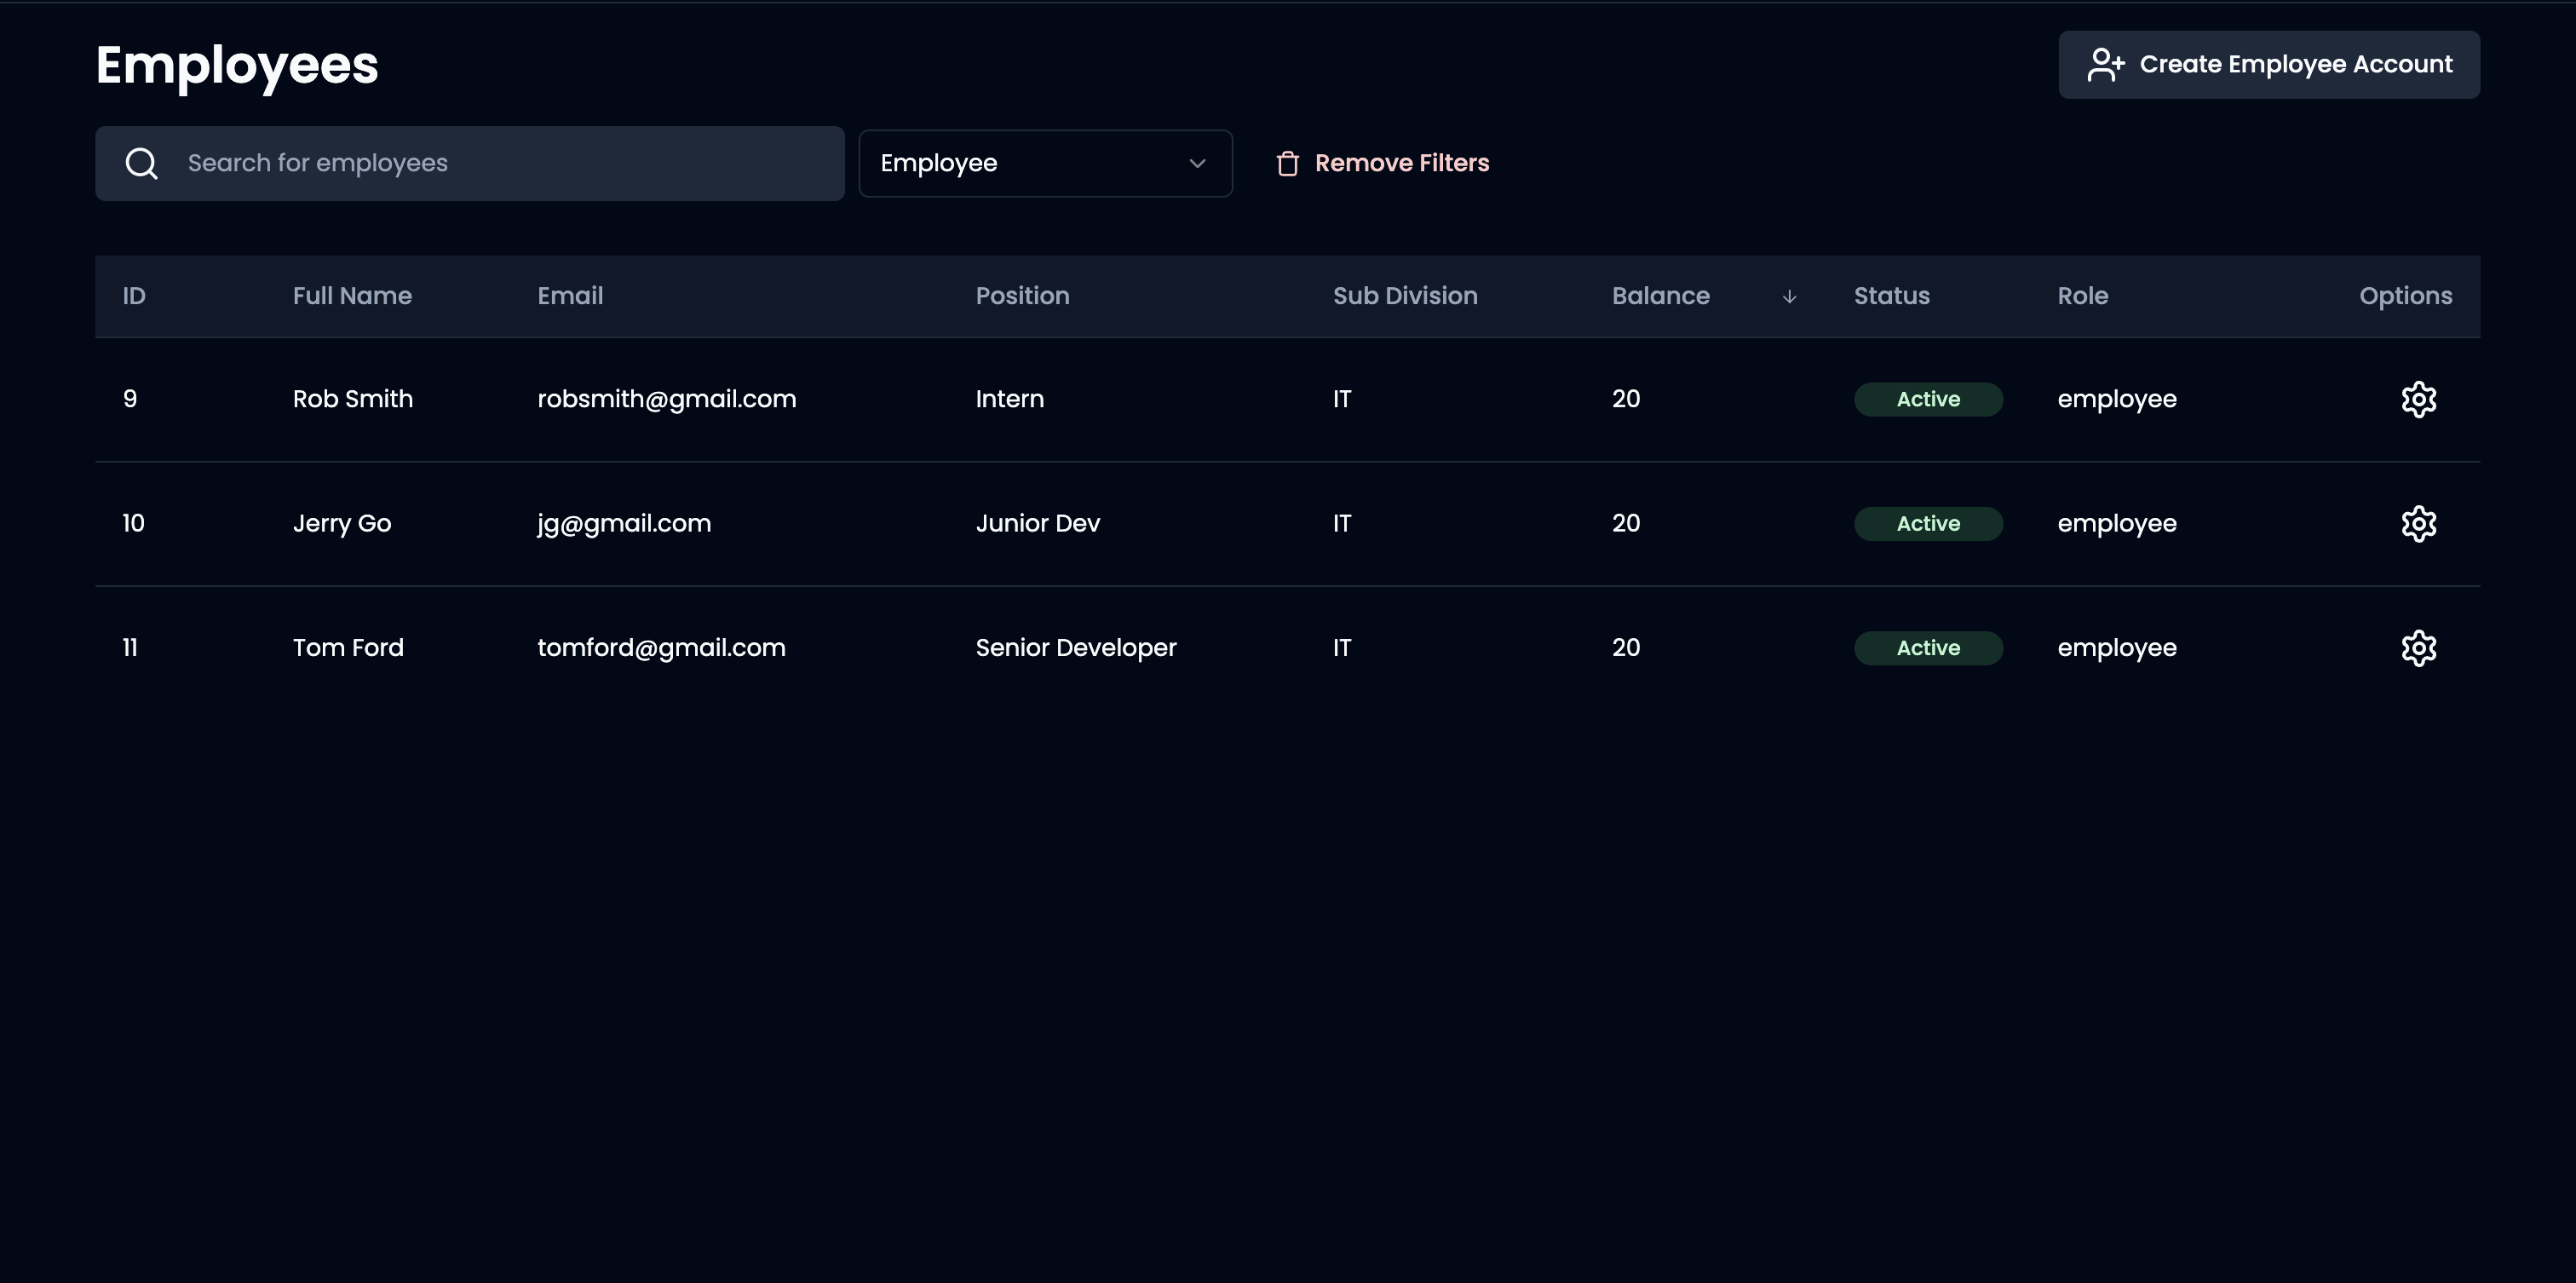 Employees
Create Employee Account
Search for employees
Employee
Remove Filters
ID Full Name Email Position Sub Division Balance ↓ Status Role Options
9 Rob Smith robsmith@gmail.com Intern IT 20 Active employee
10 Jerry Go jg@gmail.com Junior Dev IT 20 Active employee
11 Tom Ford tomford@gmail.com Senior Developer IT 20 Active employee